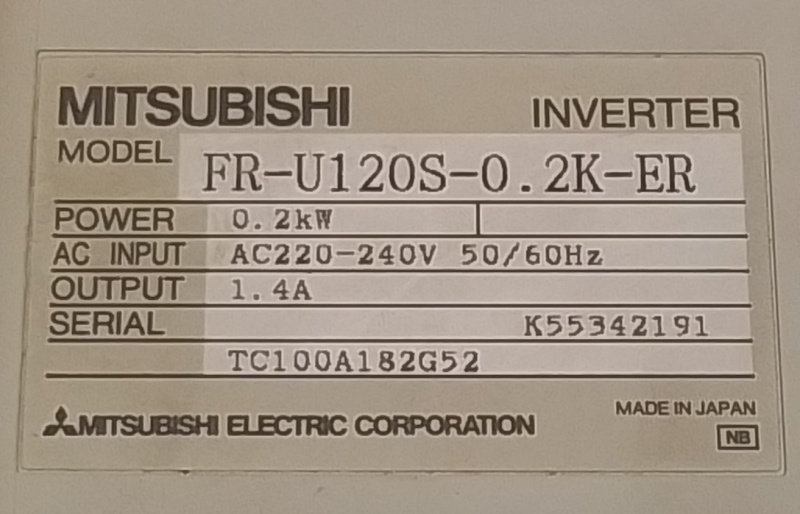 MITSUBISHI INVERTER
MODEL FR-U120S-0.2K-ER
POWER 0.2kW
AC INPUT AC220-240V 50/60Hz
OUTPUT 1.4A
SERIAL K55342191
TC100A182G52
MITSUBISHI ELECTRIC CORPORATION
MADE IN JAPAN
NB